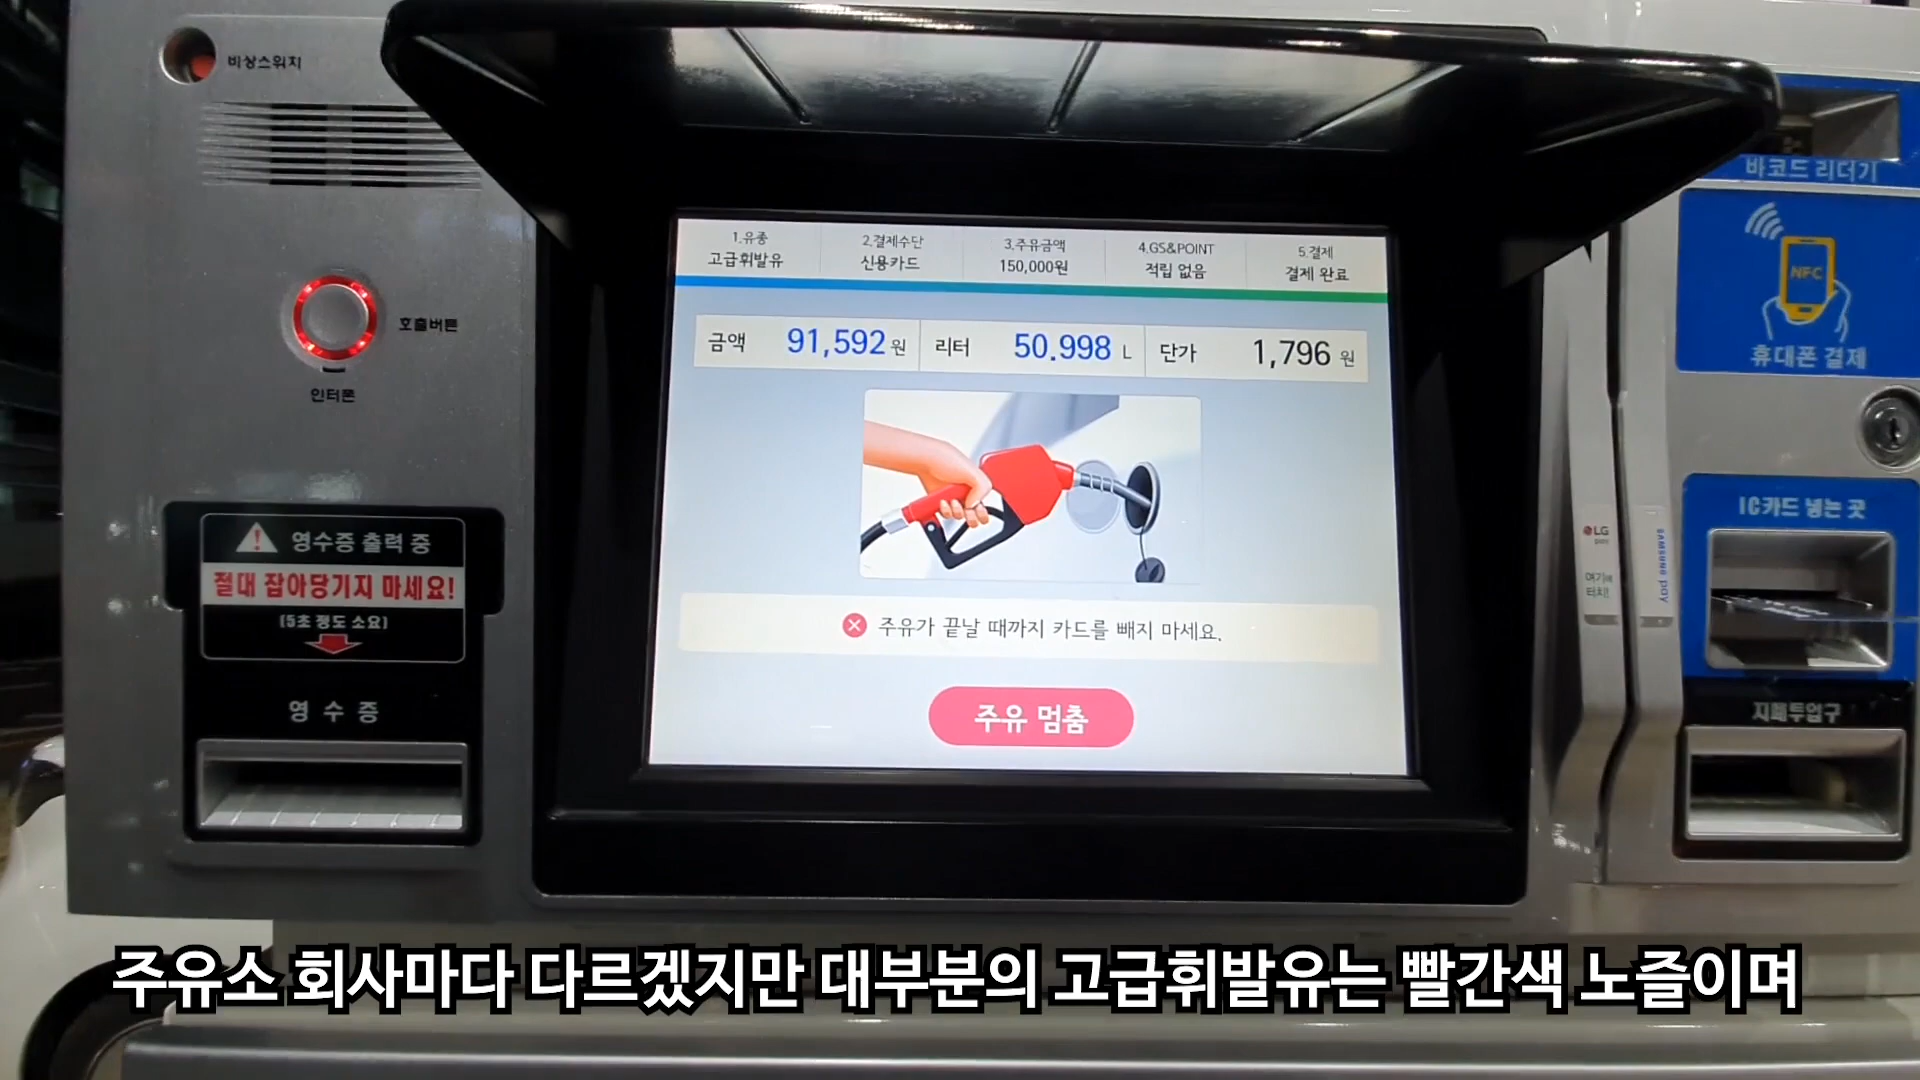 비상스위치
호출버튼
인터폰
영수증 출력 중
절대 잡아당기지 마세요!
(5초 정도 소요)
영 수 증
1.유종
고급휘발유
2.결제수단
신용카드
3.주유금액
150,000원
4.GS&POINT
적립 없음
5.결제
결제 완료
금액 91,592 원
리터 50.998 L
단가 1,796 원
주유가 끝날 때까지 카드를 빼지 마세요.
주유 멈춤
바코드 리더기
NFC
휴대폰 결제
LG
여기에
터치!
SAMSUNG pay
IC카드 넣는 곳
지폐투입구
주유소 회사마다 다르겠지만 대부분의 고급휘발유는 빨간색 노즐이며